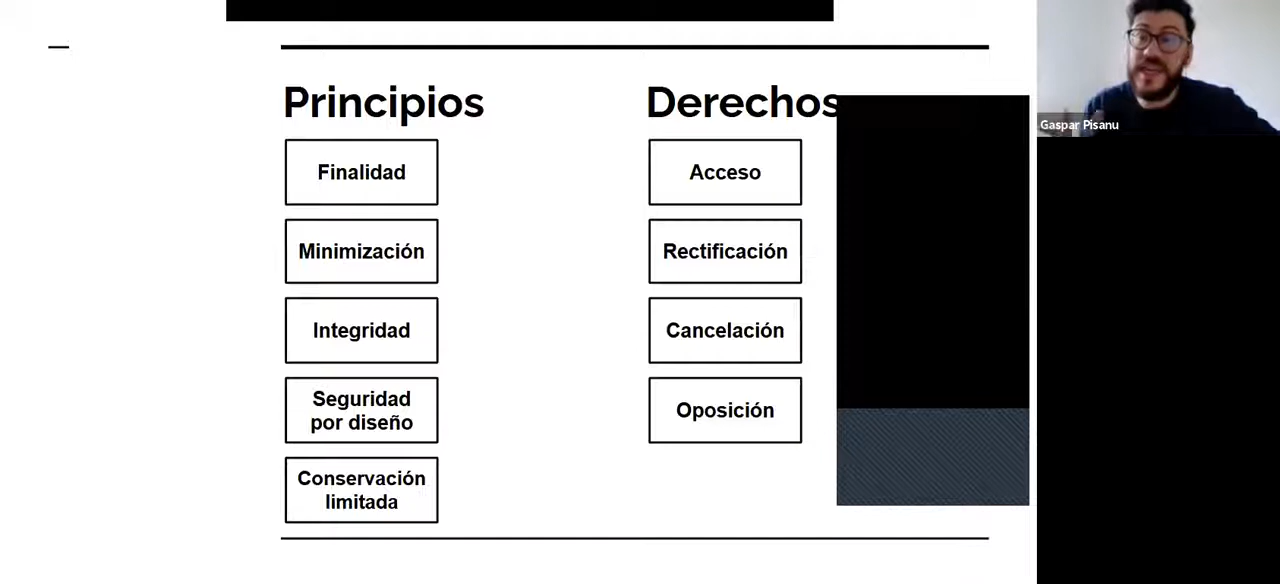 Principios
Derechos
Finalidad
Acceso
Minimización
Rectificación
Integridad
Cancelación
Seguridad
por diseño
Oposición
Conservación
limitada
Gaspar Pisanu